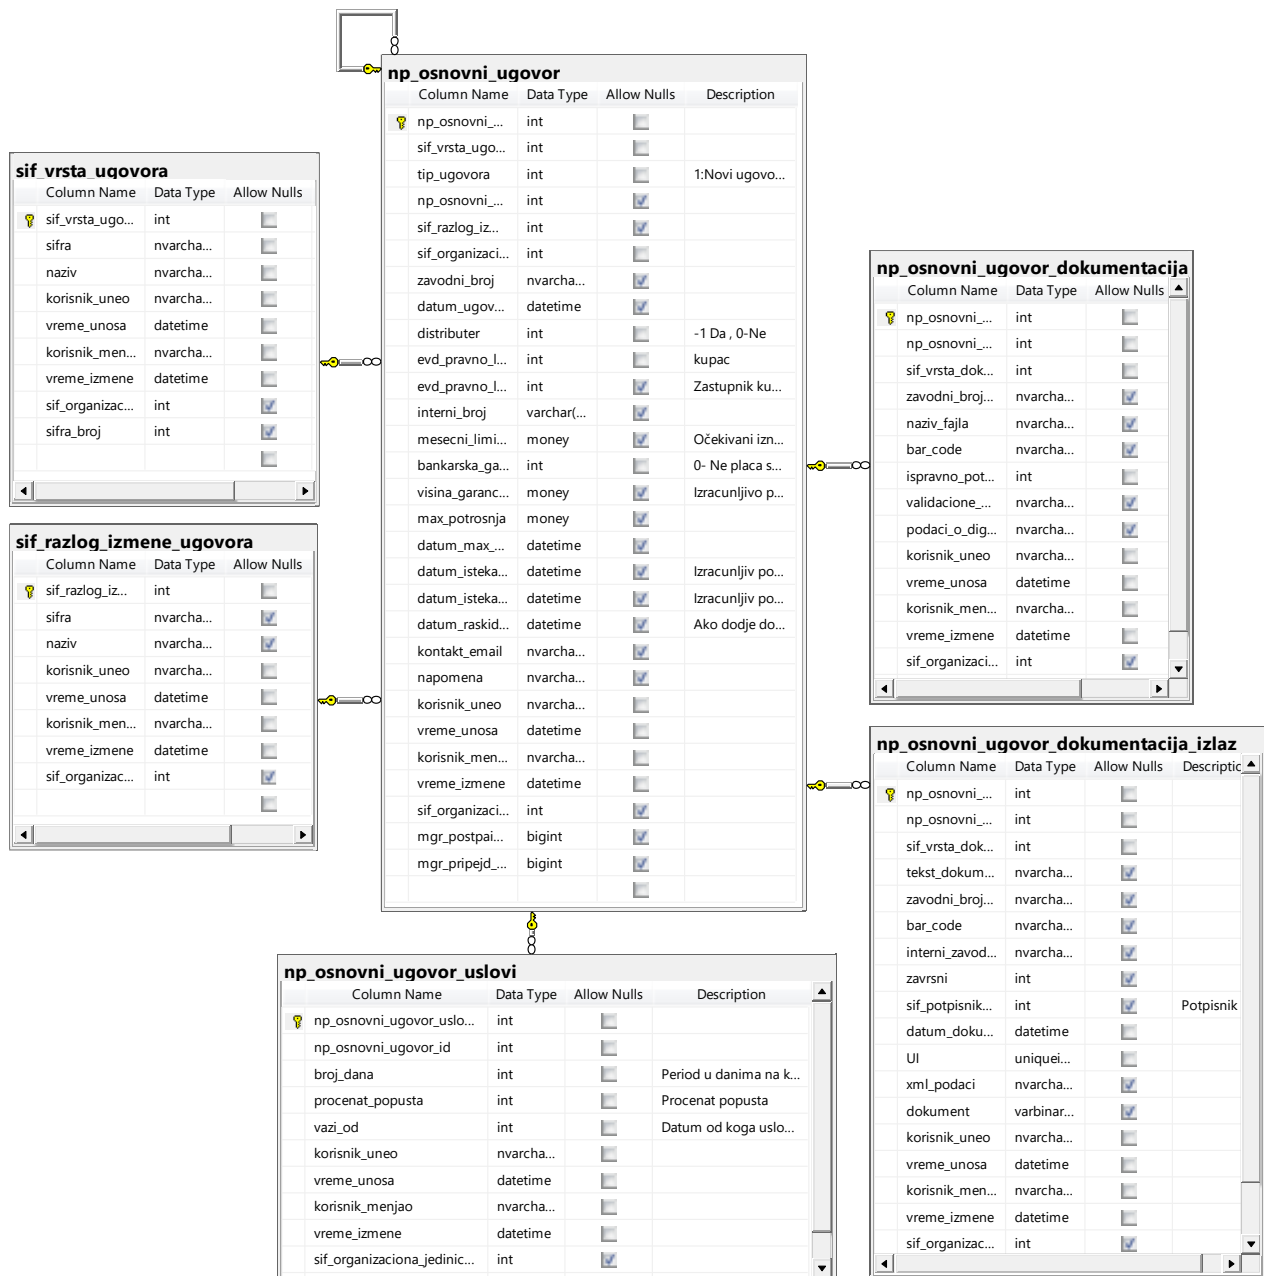 np_osnovni_ugovor
Column Name Data Type Allow Nulls Description
np_osnovni_... int
sif_vrsta_ugo... int
tip_ugovora int 1:Novi ugovo...
np_osnovni_... int
sif_razlog_iz... int
sif_organizaci... int
zavodni_broj nvarcha...
datum_ugov... datetime
distributer int -1 Da , 0-Ne
evd_pravno_l... int kupac
evd_pravno_l... int Zastupnik ku...
interni_broj varchar(...
mesecni_limi... money Očekivani izn...
bankarska_ga... int 0- Ne placa s...
visina_garanc... money Izracunljivo p...
max_potrosnja money
datum_max_... datetime
datum_isteka... datetime Izracunljiv po...
datum_isteka... datetime Izracunljiv po...
datum_raskid... datetime Ako dodje do...
kontakt_email nvarcha...
napomena nvarcha...
korisnik_uneo nvarcha...
vreme_unosa datetime
korisnik_men... nvarcha...
vreme_izmene datetime
sif_organizaci... int
mgr_postpai... bigint
mgr_pripejd_... bigint
sif_vrsta_ugovora
Column Name Data Type Allow Nulls
sif_vrsta_ugo... int
sifra nvarcha...
naziv nvarcha...
korisnik_uneo nvarcha...
vreme_unosa datetime
korisnik_men... nvarcha...
vreme_izmene datetime
sif_organizac... int
sifra_broj int
sif_razlog_izmene_ugovora
Column Name Data Type Allow Nulls
sif_razlog_iz... int
sifra nvarcha...
naziv nvarcha...
korisnik_uneo nvarcha...
vreme_unosa datetime
korisnik_men... nvarcha...
vreme_izmene datetime
sif_organizac... int
np_osnovni_ugovor_dokumentacija
Column Name Data Type Allow Nulls
np_osnovni_... int
np_osnovni_... int
sif_vrsta_dok... int
zavodni_broj... nvarcha...
naziv_fajla nvarcha...
bar_code nvarcha...
ispravno_pot... int
validacione_... nvarcha...
podaci_o_dig... nvarcha...
korisnik_uneo nvarcha...
vreme_unosa datetime
korisnik_men... nvarcha...
vreme_izmene datetime
sif_organizaci... int
np_osnovni_ugovor_dokumentacija_izlaz
Column Name Data Type Allow Nulls Descriptic
np_osnovni_... int
np_osnovni_... int
sif_vrsta_dok... int
tekst_dokum... nvarcha...
zavodni_broj... nvarcha...
bar_code nvarcha...
interni_zavod... nvarcha...
zavrsni int
sif_potpisnik... int Potpisnik
datum_doku... datetime
UI uniquei...
xml_podaci nvarcha...
dokument varbinar...
korisnik_uneo nvarcha...
vreme_unosa datetime
korisnik_men... nvarcha...
vreme_izmene datetime
sif_organizac... int
np_osnovni_ugovor_uslovi
Column Name Data Type Allow Nulls Description
np_osnovni_ugovor_uslo... int
np_osnovni_ugovor_id int
broj_dana int Period u danima na k...
procenat_popusta int Procenat popusta
vazi_od int Datum od koga uslo...
korisnik_uneo nvarcha...
vreme_unosa datetime
korisnik_menjao nvarcha...
vreme_izmene datetime
sif_organizaciona_jedinic... int